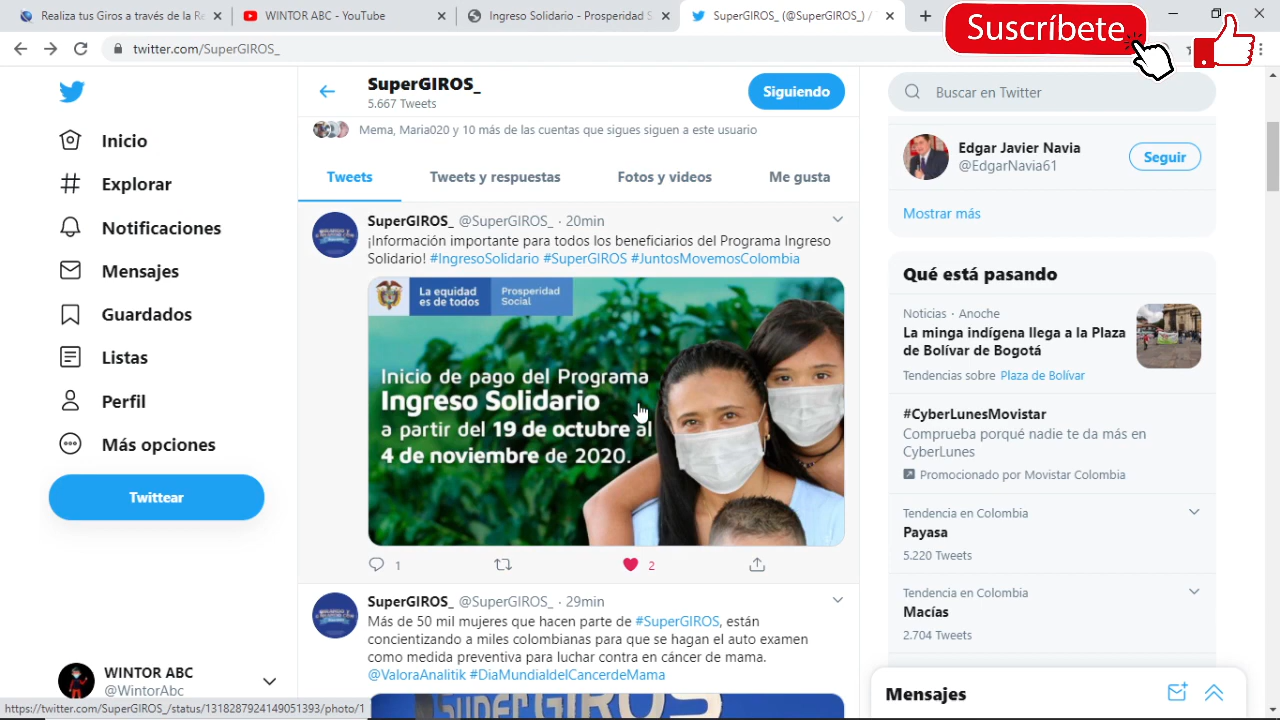 Realiza tus Giros a través de la Re
WINTOR ABC - YouTube
Ingreso Solidario - Prosperidad S
SuperGIROS_ (@SuperGIROS_) /
Suscríbete
twitter.com/SuperGIROS_
SuperGIROS_
5.667 Tweets
Siguiendo
Buscar en Twitter
Mema, Maria020 y 10 más de las cuentas que sigues siguen a este usuario
Inicio
Explorar
Notificaciones
Mensajes
Guardados
Listas
Perfil
Más opciones
Twittear
WINTOR ABC
@WintorAbc
Tweets
Tweets y respuestas
Fotos y videos
Me gusta
SuperGIROS_ @SuperGIROS_ · 20min
¡Información importante para todos los beneficiarios del Programa Ingreso
Solidario! #IngresoSolidario #SuperGIROS #JuntosMovemosColombia
La equidad
es de todos
Prosperidad
Social
Inicio de pago del Programa
Ingreso Solidario
a partir del 19 de octubre al
4 de noviembre de 2020.
1
2
SuperGIROS_ @SuperGIROS_ · 29min
Más de 50 mil mujeres que hacen parte de #SuperGIROS, están
concientizando a miles colombianas para que se hagan el auto examen
como medida preventiva para luchar contra en cáncer de mama.
@ValoraAnalitik #DiaMundialdelCancerdeMama
SuperGIROS
Edgar Javier Navia
@EdgarNavia61
Seguir
Mostrar más
Qué está pasando
Noticias · Anoche
La minga indígena llega a la Plaza
de Bolívar de Bogotá
Tendencias sobre Plaza de Bolívar
#CyberLunesMovistar
Comprueba porqué nadie te da más en
CyberLunes
Promocionado por Movistar Colombia
Tendencia en Colombia
Payasa
5.220 Tweets
Tendencia en Colombia
Macías
2.704 Tweets
Mensajes
https://twitter.com/SuperGIROS_/status/1318287924149051393/photo/1